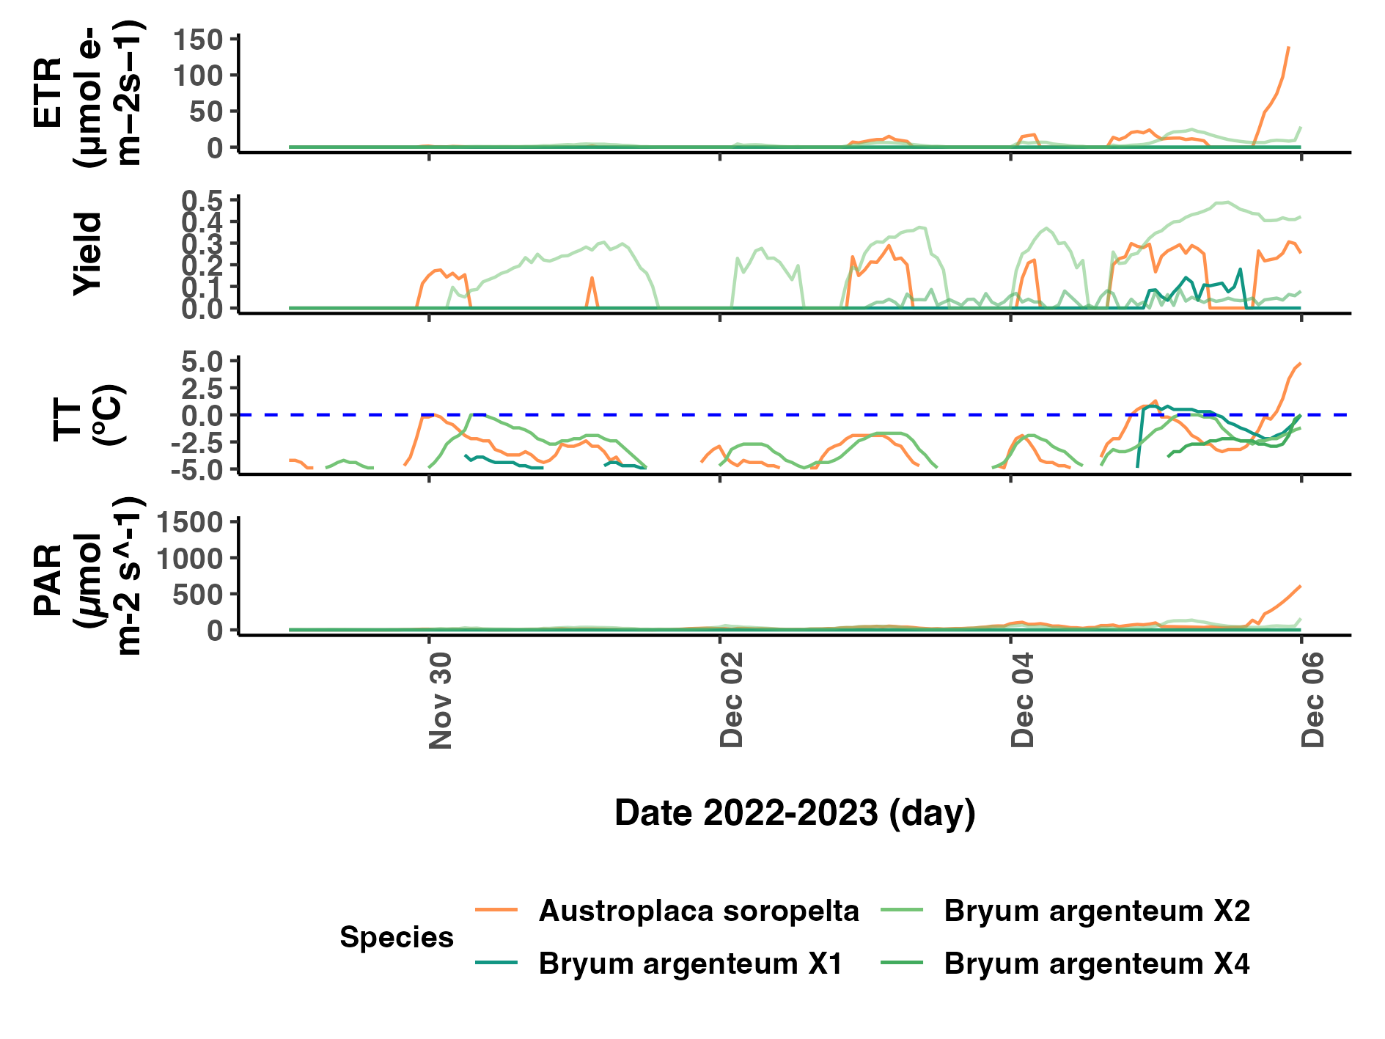 ETR
(µmol e-
m−2s−1)
150
100
50
0
Yield
0.5
0.4
0.3
0.2
0.1
0.0
TT
(ºC)
5.0
2.5
0.0
-2.5
-5.0
PAR
(µmol
m-2 s^-1)
1500
1000
500
0
Nov 30
Dec 02
Dec 04
Dec 06
Date 2022-2023 (day)
Species
Austroplaca soropelta
Bryum argenteum X2
Bryum argenteum X1
Bryum argenteum X4